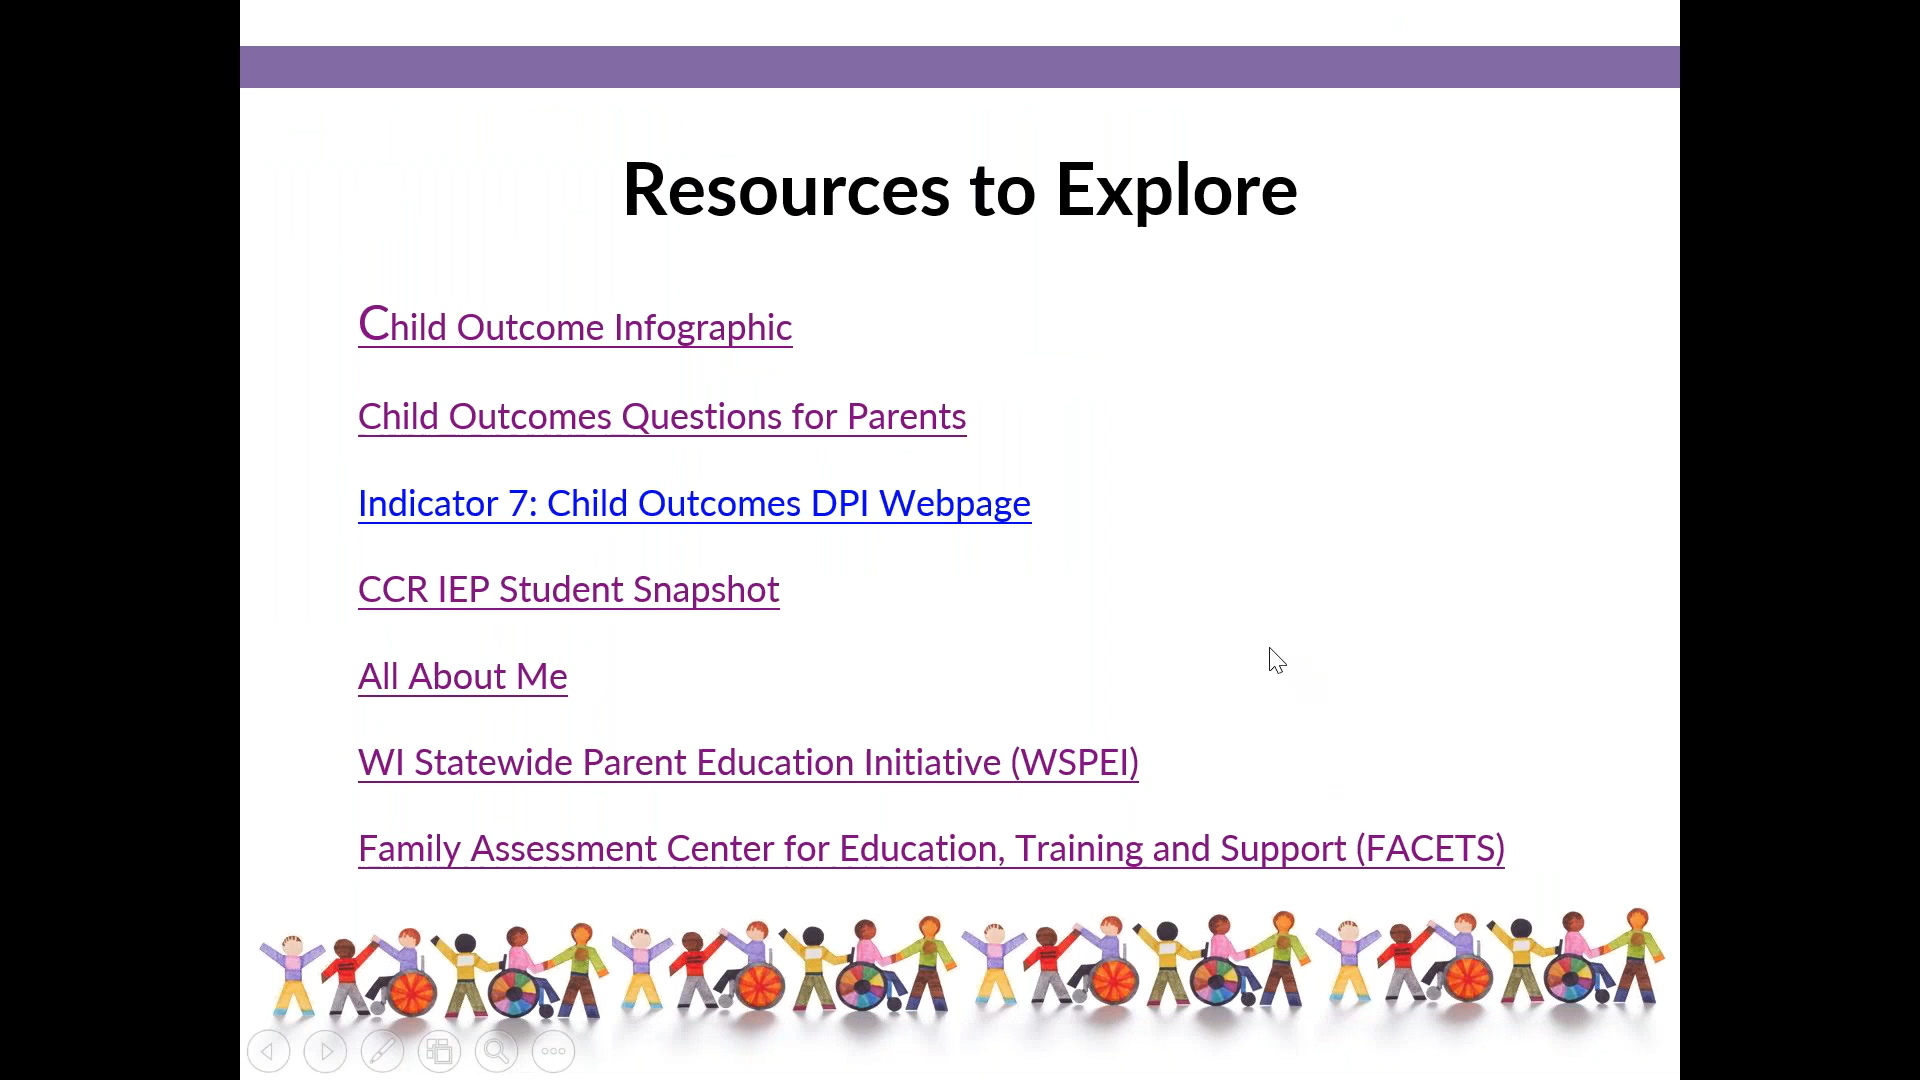 Resources to Explore
Child Outcome Infographic
Child Outcomes Questions for Parents
Indicator 7: Child Outcomes DPI Webpage
CCR IEP Student Snapshot
All About Me
WI Statewide Parent Education Initiative (WSPEI)
Family Assessment Center for Education, Training and Support (FACETS)